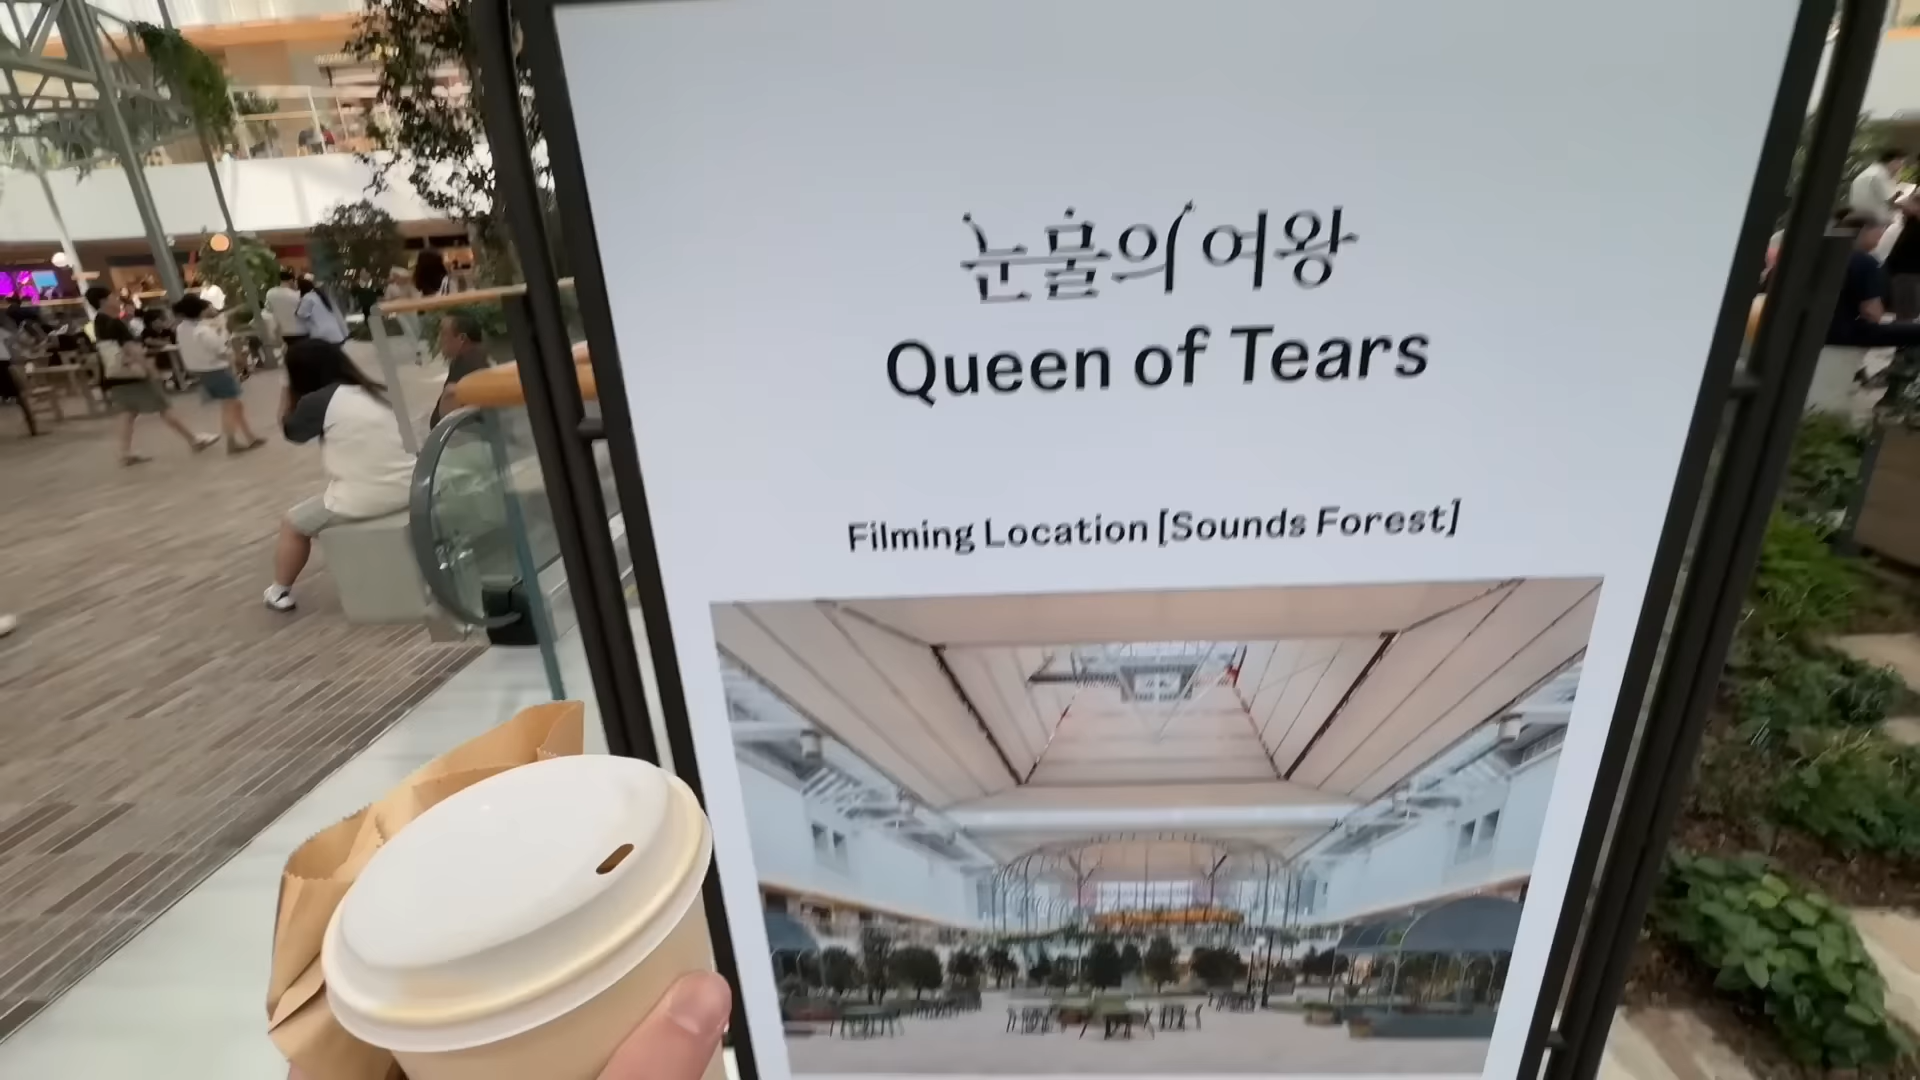 눈물의 여왕
Queen of Tears
Filming Location [Sounds Forest]